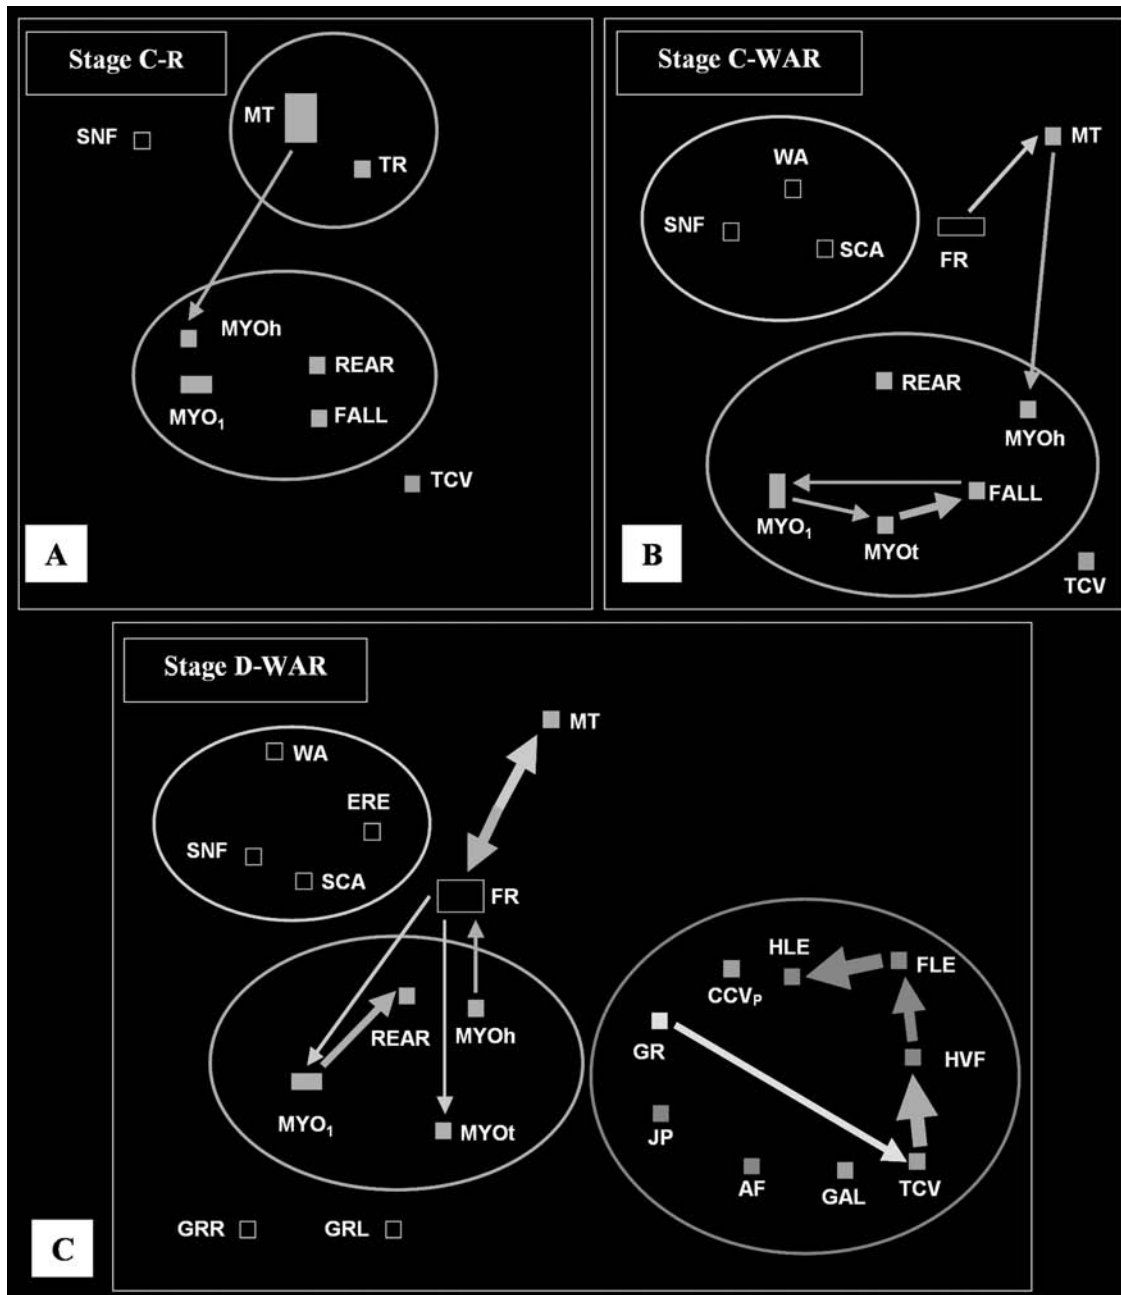 Stage C-R
MT
SNF
TR
MYOh
REAR
MYO₁
FALL
TCV
A
Stage C-WAR
MT
WA
SNF
SCA
FR
REAR
MYOh
FALL
MYO₁
MYOt
TCV
B
Stage D-WAR
MT
WA
ERE
SNF
SCA
FR
HLE
FLE
CCVP
REAR
MYOh
GR
HVF
MYO₁
MYOt
JP
AF
GAL
TCV
GRR
GRL
C